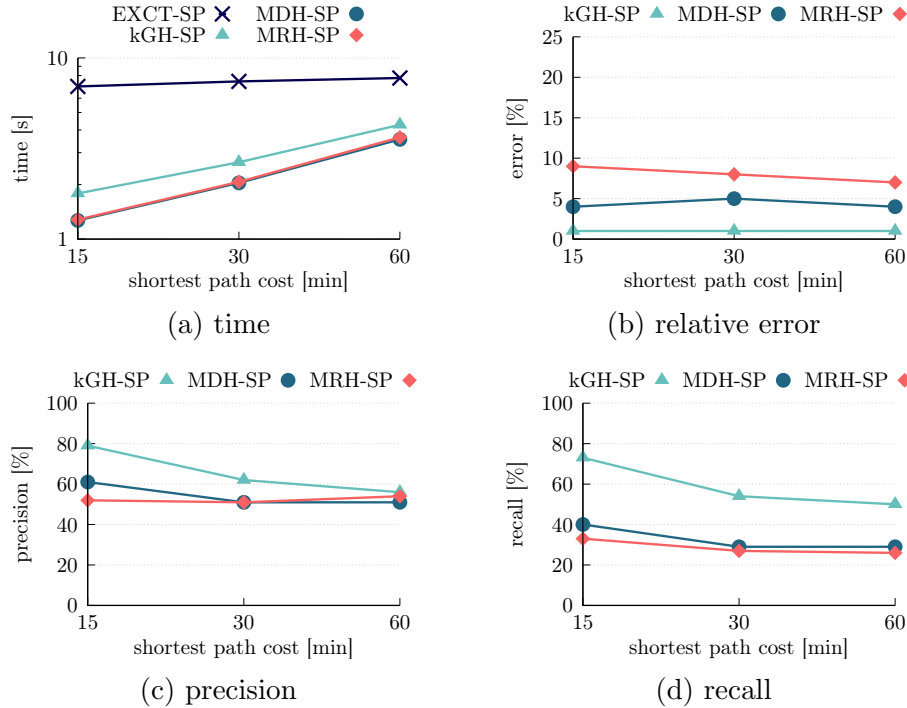 EXCT-SP MDH-SP
kGH-SP MRH-SP
10
time [s]
1
15 30 60
shortest path cost [min]
(a) time
kGH-SP MDH-SP MRH-SP
25
20
15
error [%]
10
5
0
15 30 60
shortest path cost [min]
(b) relative error
kGH-SP MDH-SP MRH-SP
100
80
60
precision [%]
40
20
0
15 30 60
shortest path cost [min]
(c) precision
kGH-SP MDH-SP MRH-SP
100
80
60
recall [%]
40
20
0
15 30 60
shortest path cost [min]
(d) recall